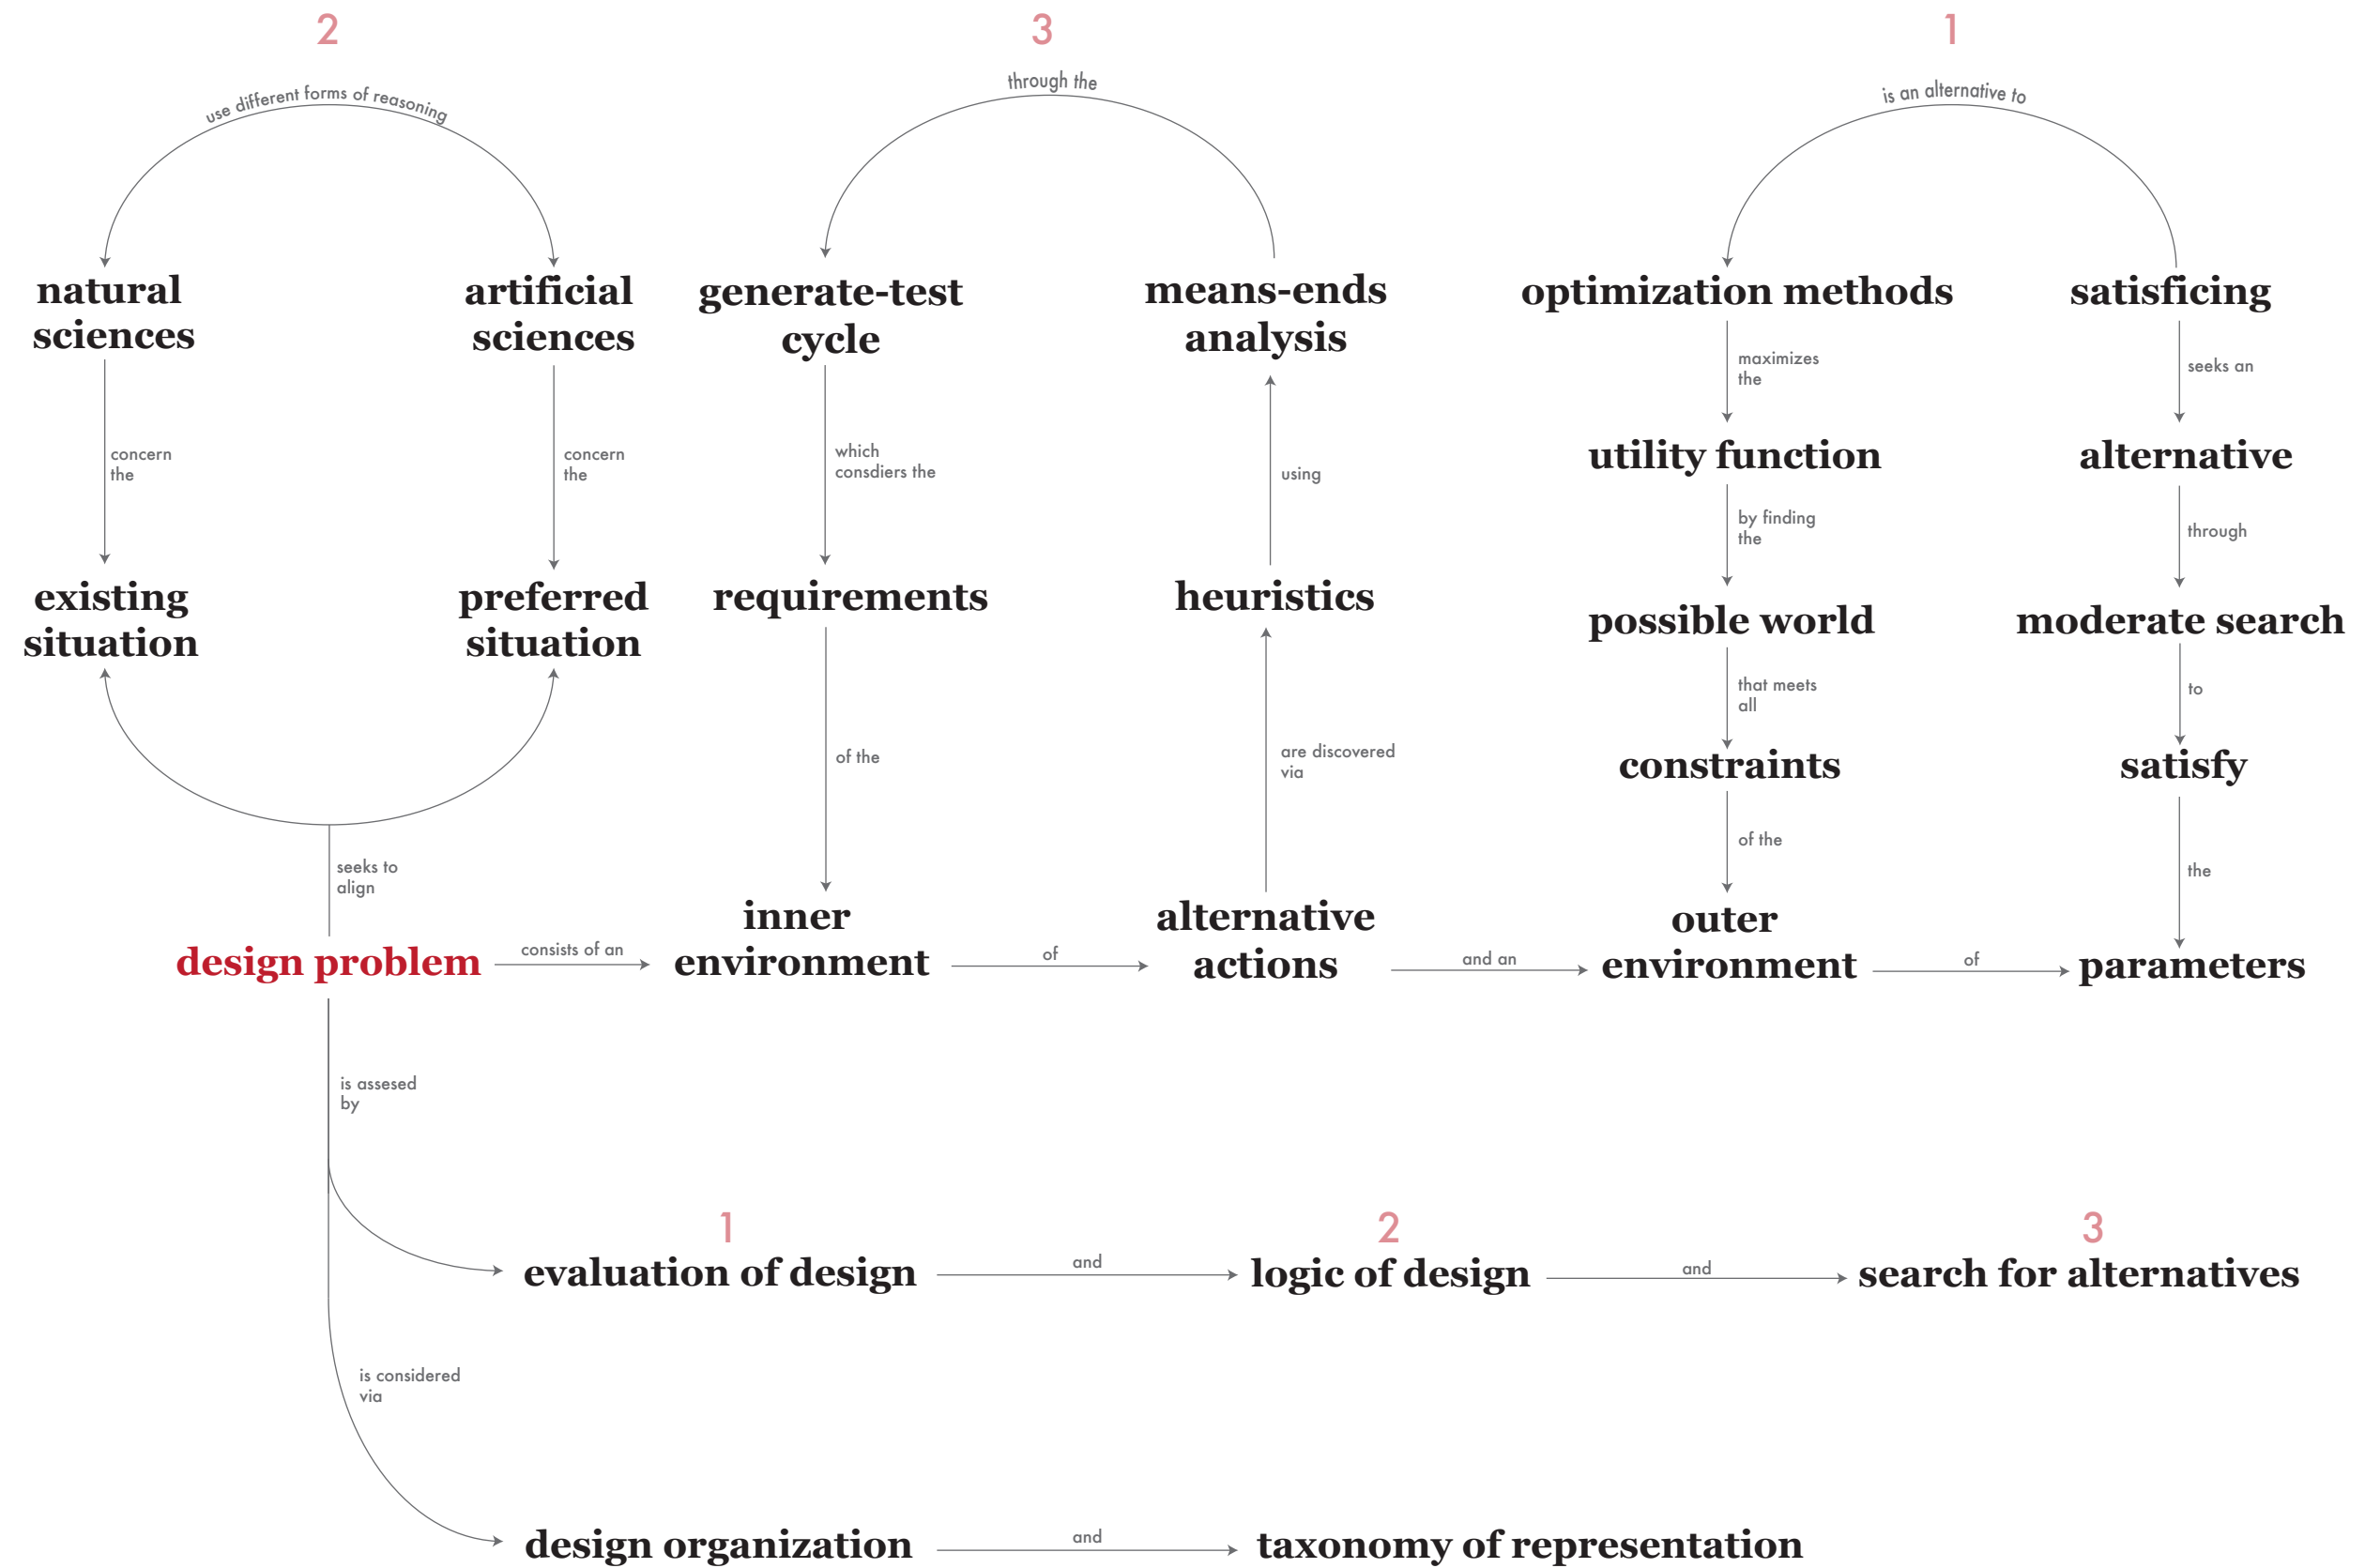 2
3
1
use different forms of reasoning
through the
is an alternative to
natural
sciences
artificial
sciences
generate-test
cycle
means-ends
analysis
optimization methods
satisficing
concern
the
concern
the
which
consdiers the
using
maximizes
the
seeks an
utility function
alternative
by finding
the
through
existing
situation
preferred
situation
requirements
heuristics
possible world
moderate search
of the
are discovered
via
that meets
all
to
constraints
satisfy
seeks to
align
of the
the
design problem
consists of an
inner
environment
of
alternative
actions
and an
outer
environment
of
parameters
is assesed
by
1
2
3
evaluation of design
and
logic of design
and
search for alternatives
is considered
via
design organization
and
taxonomy of representation